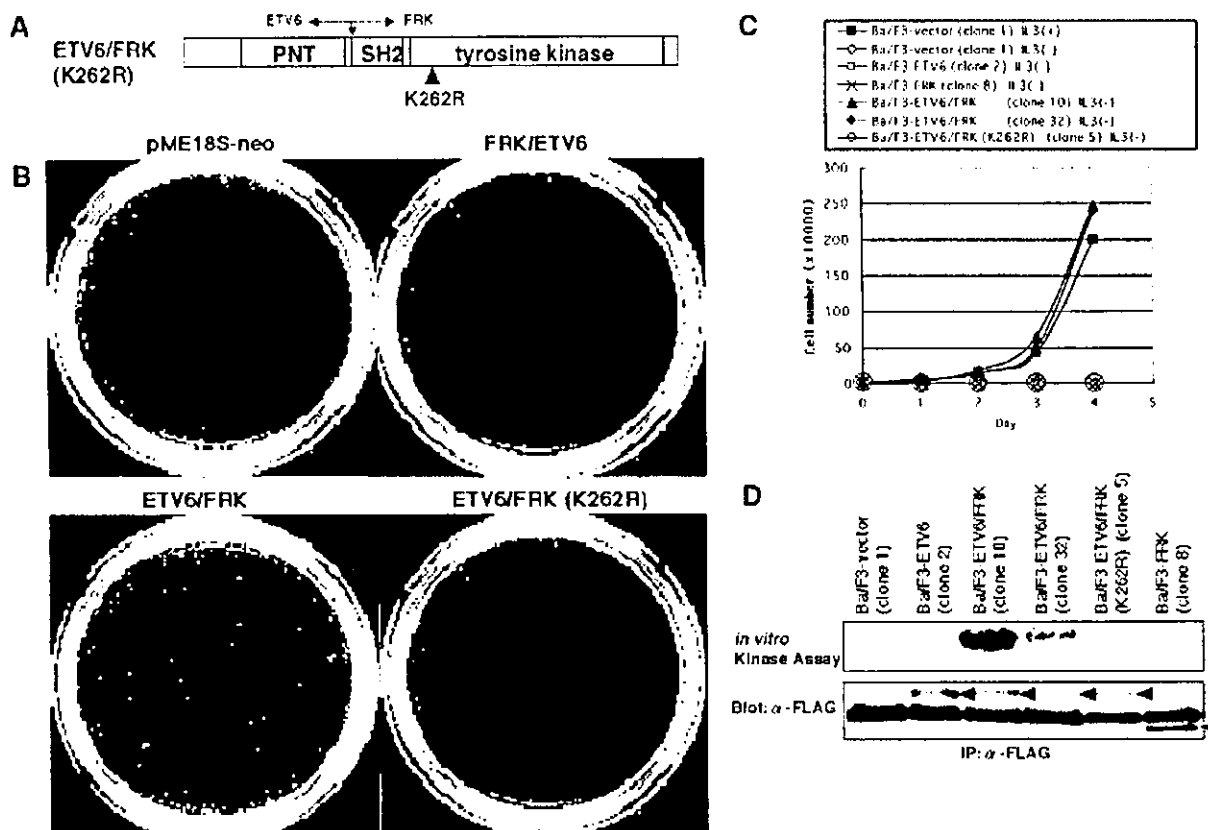 A
ETV6 FRK
ETV6/FRK
(K262R)
PNT SH2 tyrosine kinase
K262R
B
pME18S-neo FRK/ETV6
ETV6/FRK ETV6/FRK (K262R)
C
Ba/F3-vector (clone 1) IL3(+)
Ba/F3-vector (clone 1) IL3(-)
Ba/F3-ETV6 (clone 2) IL3(-)
Ba/F3-FRK (clone 8) IL3(-)
Ba/F3-ETV6/FRK (clone 10) IL3(-)
Ba/F3-ETV6/FRK (clone 32) IL3(-)
Ba/F3-ETV6/FRK (K262R) (clone 5) IL3(-)
300
250
200
150
100
50
0
Cell number (x10000)
0 1 2 3 4 5
Day
D
Ba/F3-vector
(clone 1)
Ba/F3-ETV6
(clone 2)
Ba/F3-ETV6/FRK
(clone 10)
Ba/F3-ETV6/FRK
(clone 32)
Ba/F3-ETV6/FRK
(K262R) (clone 5)
Ba/F3-FRK
(clone 8)
in vitro
Kinase Assay
Blot: α-FLAG
IP: α-FLAG